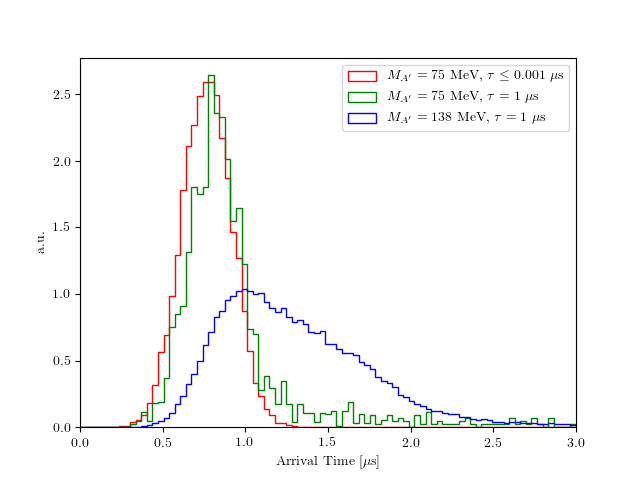 M_{A′} = 75 MeV, τ ≤ 0.001 μs
M_{A′} = 75 MeV, τ = 1 μs
M_{A′} = 138 MeV, τ = 1 μs
2.5
2.0
1.5
1.0
0.5
0.0
a.u.
0.0 0.5 1.0 1.5 2.0 2.5 3.0
Arrival Time [μs]